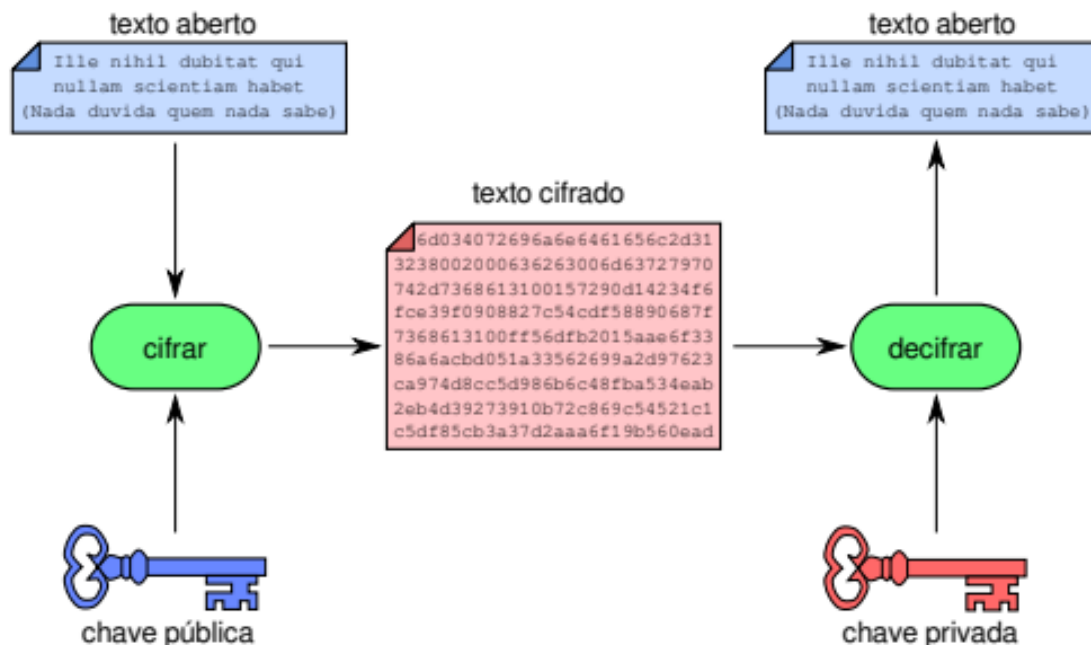 texto aberto
Ille nihil dubitat qui
nullam scientiam habet
(Nada duvida quem nada sabe)
cifrar
chave pública
texto cifrado
6d034072696a6e6461656c2d31
3238002000636263006d63727970
742d7368613100157290d14234f6
fce39f0908827c54cdf58890687f
7368613100ff56dfb2015aae6f33
86a6acbd051a33562699a2d97623
ca974d8cc5d986b6c48fba534eab
2eb4d39273910b72c869c54521c1
c5df85cb3a37d2aaa6f19b560ead
texto aberto
Ille nihil dubitat qui
nullam scientiam habet
(Nada duvida quem nada sabe)
decifrar
chave privada